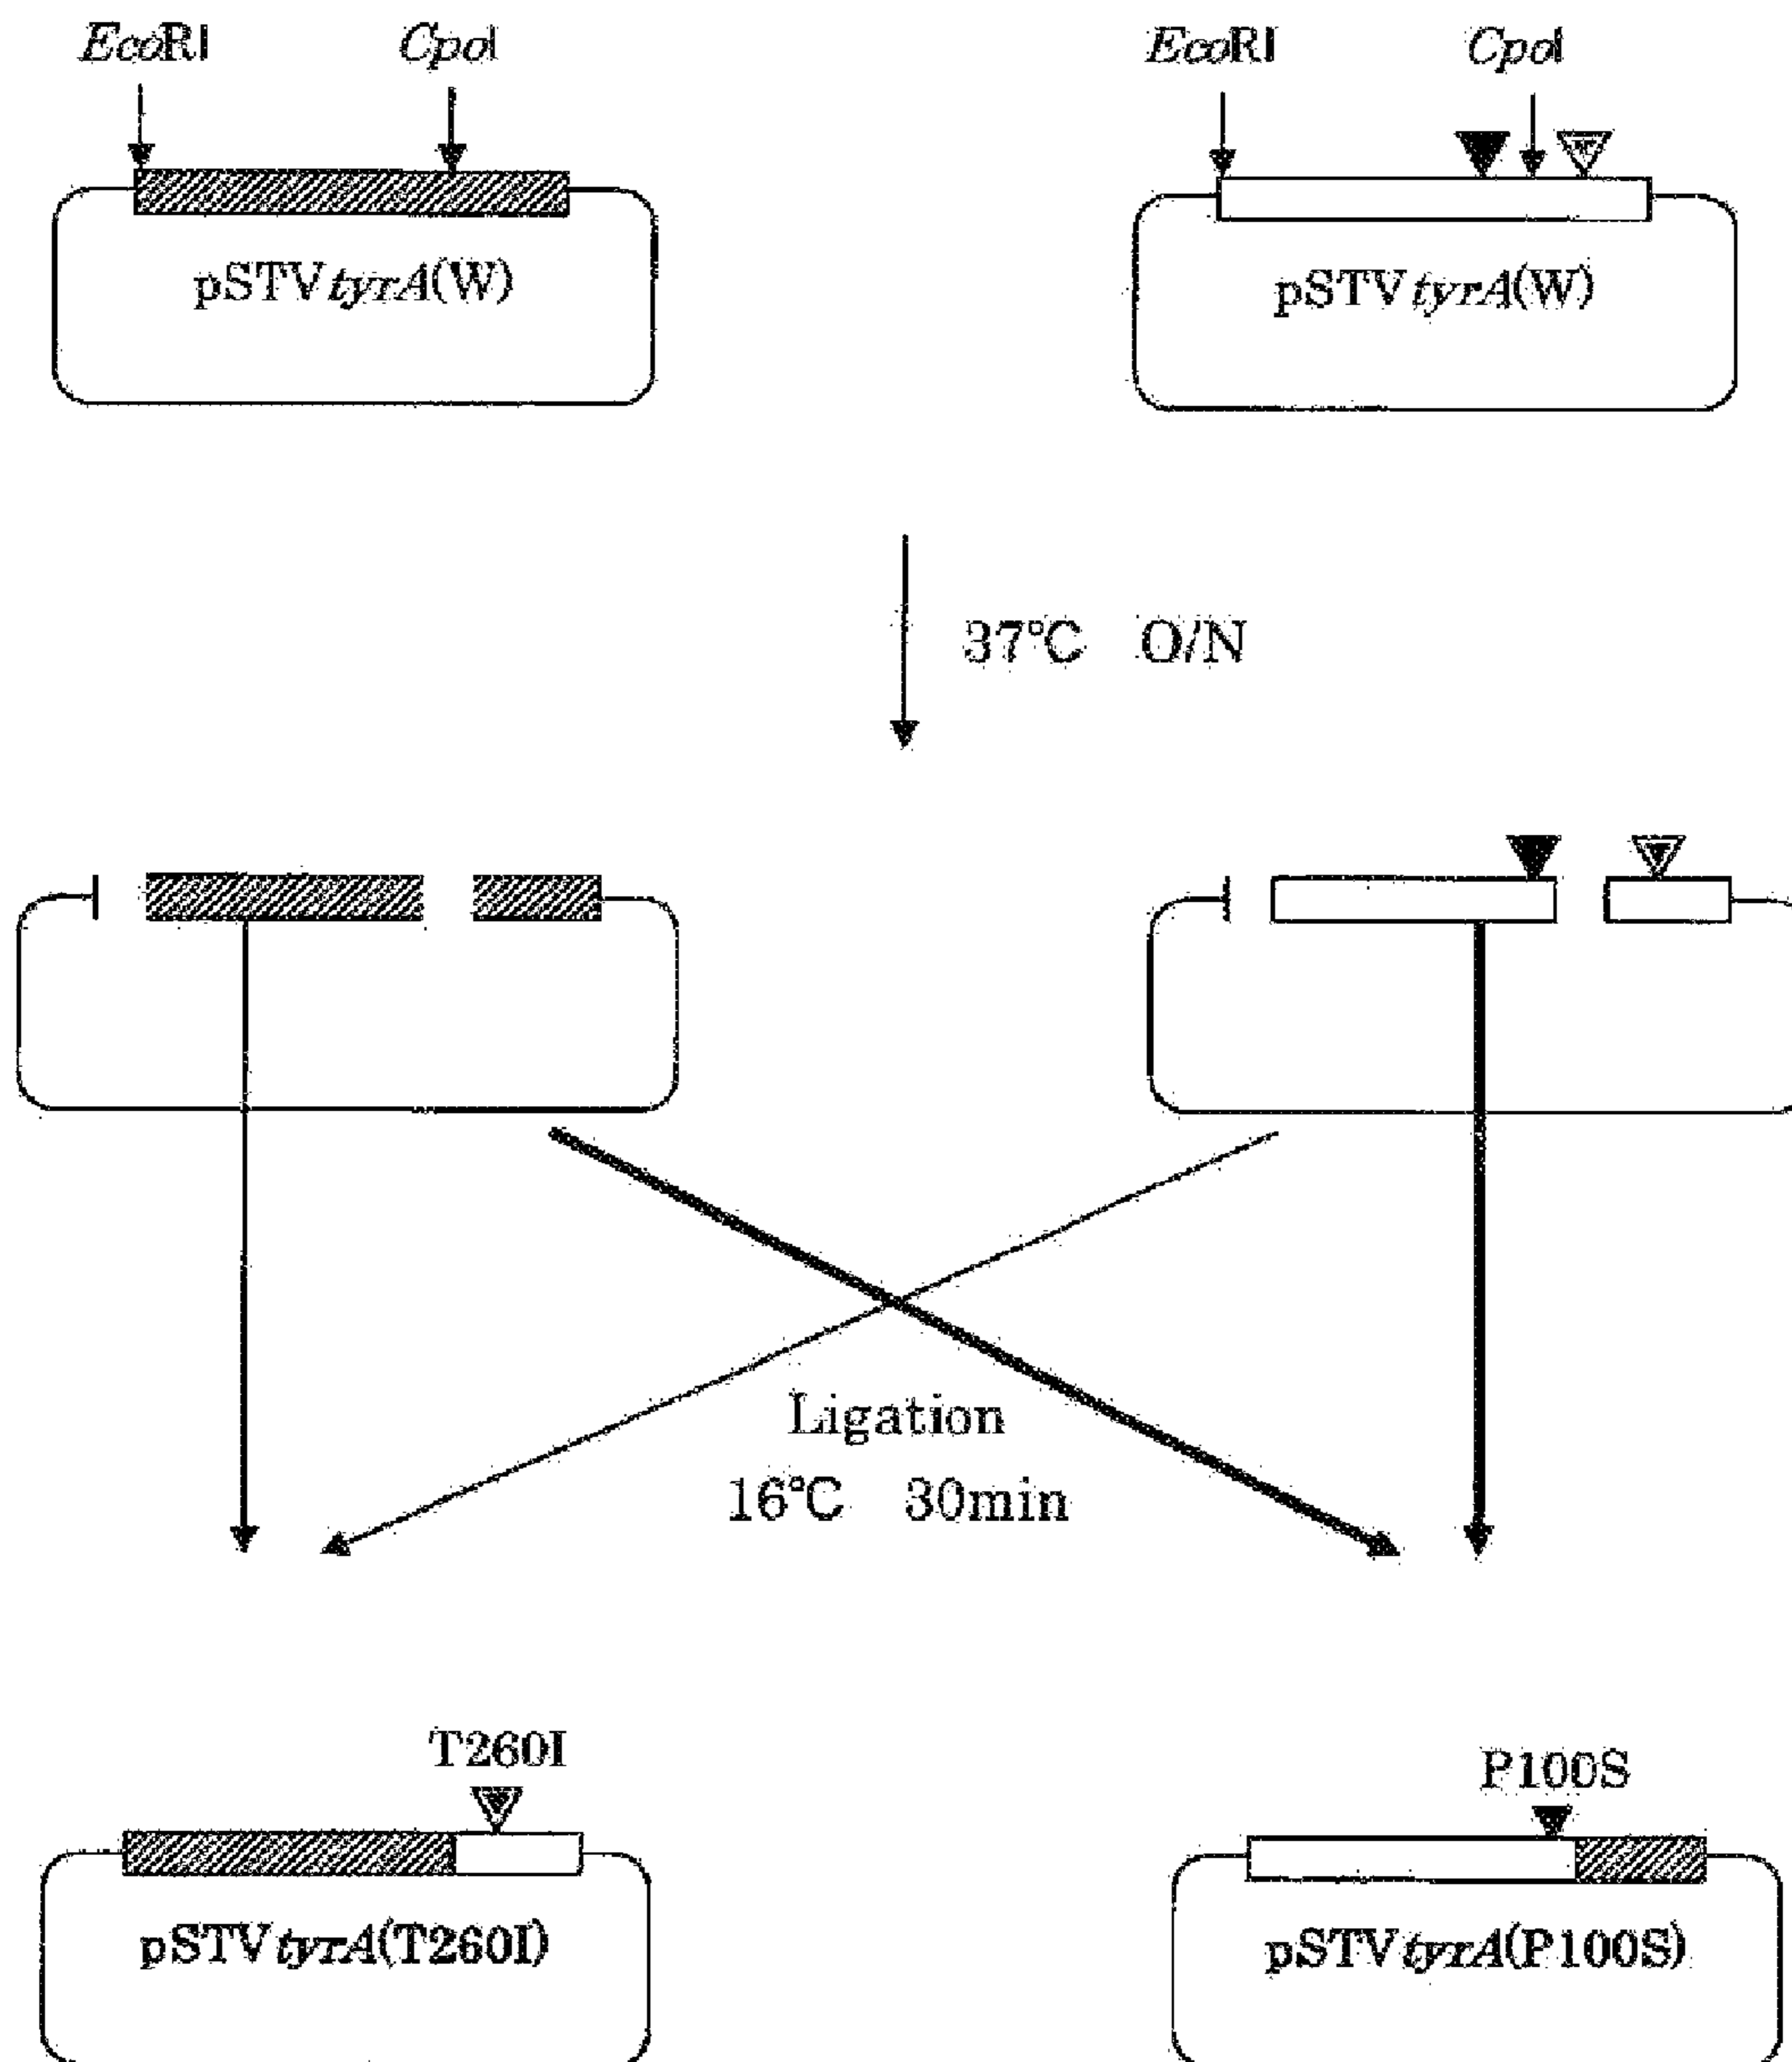 EcoRI CpoI EcoRI CpoI
pSTVtyrA(W) pSTVtyrA(W)
37℃ O/N
Ligation
16℃ 30min
T260I P100S
pSTVtyrA(T260I) pSTVtyrA(P100S)